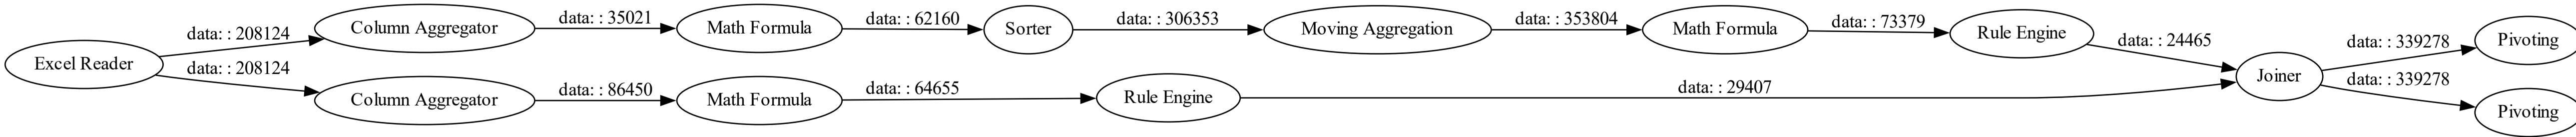 Excel Reader
data: : 208124
data: : 208124
Column Aggregator
Column Aggregator
data: : 35021
data: : 86450
Math Formula
Math Formula
data: : 62160
data: : 64655
Sorter
data: : 306353
Rule Engine
Moving Aggregation
data: : 353804
Math Formula
data: : 29407
data: : 73379
Rule Engine
data: : 24465
Joiner
data: : 339278
data: : 339278
Pivoting
Pivoting